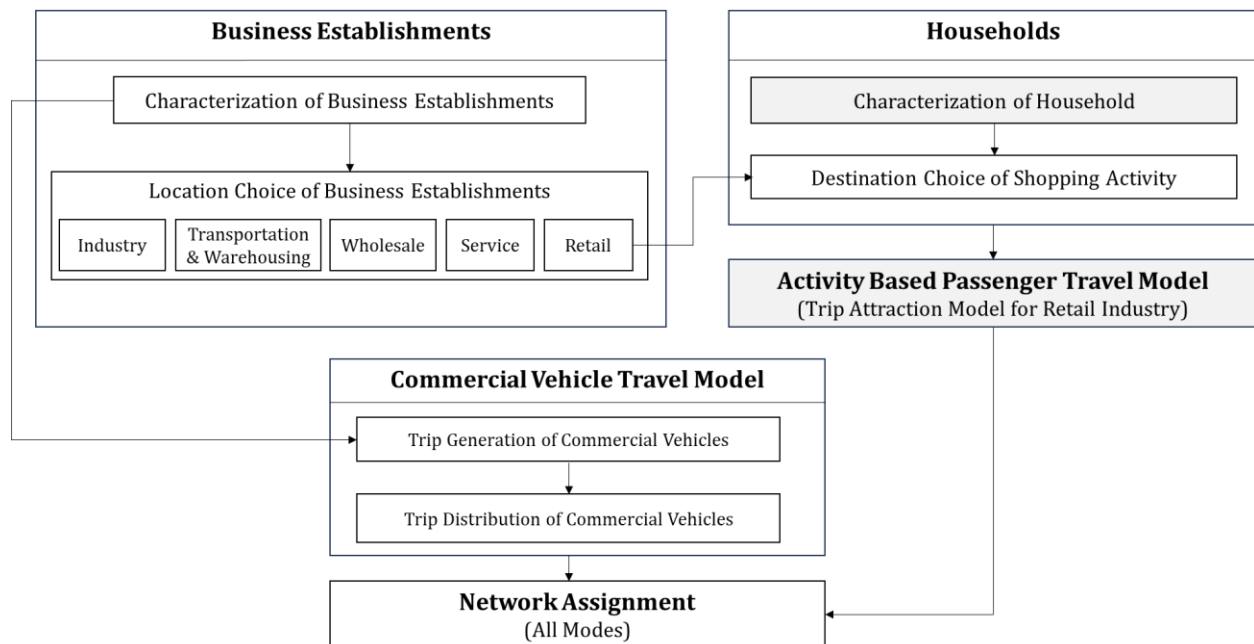 Business Establishments
Characterization of Business Establishments
Location Choice of Business Establishments
Industry
Transportation
& Warehousing
Wholesale
Service
Retail
Households
Characterization of Household
Destination Choice of Shopping Activity
Activity Based Passenger Travel Model
(Trip Attraction Model for Retail Industry)
Commercial Vehicle Travel Model
Trip Generation of Commercial Vehicles
Trip Distribution of Commercial Vehicles
Network Assignment
(All Modes)